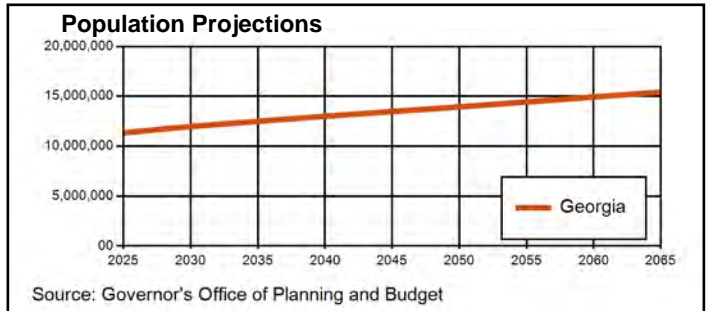 Population Projections
20,000,000
15,000,000
10,000,000
5,000,000
00
Georgia
2025 2030 2035 2040 2045 2050 2055 2060 2065
Source: Governor's Office of Planning and Budget